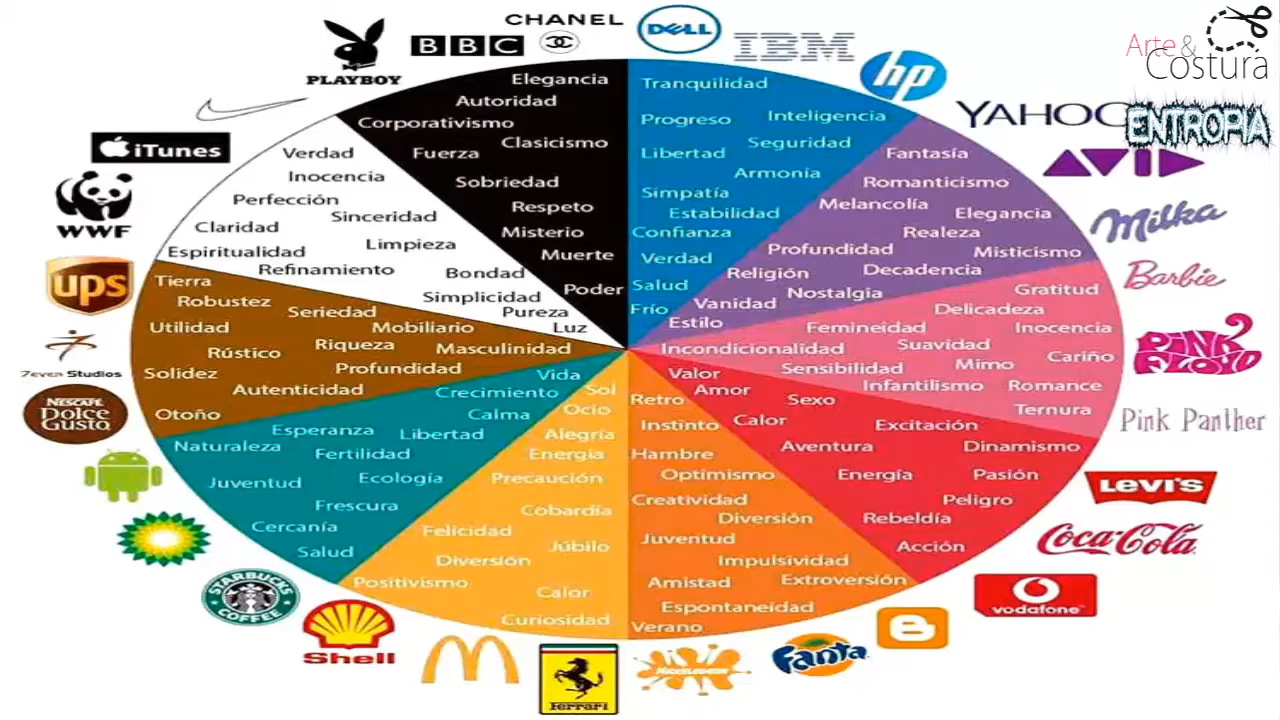 PLAYBOY
BBC
CHANEL
DELL
IBM
hp
Arte &
Costura
YAHOO
ENTROPIA
AVID
Milka
Barbie
PINK
FLOYD
Pink Panther
LEVI'S
Coca-Cola
vodafone
Fanta
NICKELODEON
Ferrari
Shell
STARBUCKS
COFFEE
NESCAFÉ
Dolce
Gusto
7even Studios
ups
WWF
iTunes
Elegancia
Autoridad
Corporativismo
Clasicismo
Fuerza
Sobriedad
Respeto
Misterio
Muerte
Poder
Tranquilidad
Progreso
Inteligencia
Seguridad
Libertad
Armonía
Simpatía
Estabilidad
Confianza
Verdad
Salud
Frío
Fantasía
Romanticismo
Melancolía
Elegancia
Realeza
Profundidad
Misticismo
Religión
Decadencia
Nostalgia
Vanidad
Estilo
Gratitud
Delicadeza
Femineidad
Inocencia
Suavidad
Incondicionalidad
Cariño
Sensibilidad
Mimo
Infantilismo
Romance
Ternura
Valor
Amor
Sexo
Calor
Excitación
Aventura
Dinamismo
Energía
Pasión
Peligro
Rebeldía
Acción
Retro
Instinto
Hambre
Optimismo
Creatividad
Diversión
Juventud
Impulsividad
Amistad
Extroversión
Espontaneidad
Verano
Sol
Ocio
Alegría
Energia
Precaución
Cobardía
Felicidad
Júbilo
Diversión
Positivismo
Calor
Curiosidad
Vida
Crecimiento
Calma
Esperanza
Libertad
Naturaleza
Fertilidad
Juventud
Ecología
Frescura
Cercanía
Salud
Tierra
Robustez
Seriedad
Utilidad
Mobiliario
Riqueza
Masculinidad
Rústico
Profundidad
Solidez
Autenticidad
Otoño
Verdad
Inocencia
Perfección
Sinceridad
Claridad
Limpieza
Espiritualidad
Refinamiento
Bondad
Simplicidad
Pureza
Luz